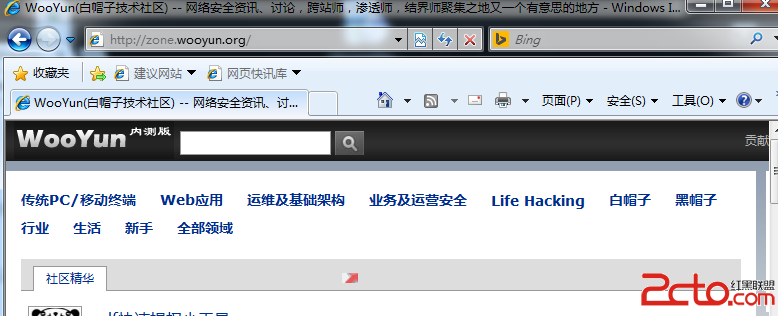 WooYun(白帽子技术社区) -- 网络安全资讯、讨论，跨站师，渗透师，结界师聚集之地又一个有意思的地方 - Windows I...
http://zone.wooyun.org/ Bing
收藏夹 建议网站 网页快讯库
WooYun(白帽子技术社区) -- 网络安全资讯、讨... 页面(P) 安全(S) 工具(O)
WooYun 内测版 贡献
传统PC/移动终端 Web应用 运维及基础架构 业务及运营安全 Life Hacking 白帽子 黑帽子
行业 生活 新手 全部领域
社区精华
2cto.com 红黑联盟